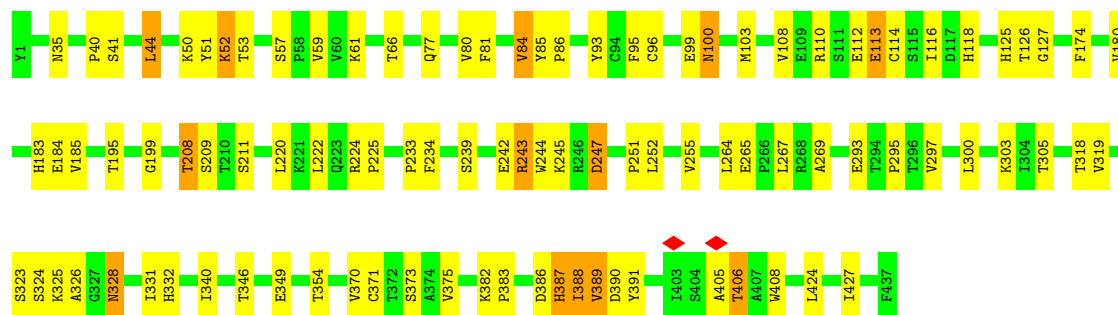 Y1 N35 P40 S41 L44 K50 Y51 K52 T53 S57 P58 V59 V60 K61 T66 Q77 V80 F81 V84 Y85 P86 Y93 C94 F95 C96 E99 N100 M103 V108 E109 R110 S111 E112 E113 C114 S115 I116 D117 H118 H125 T126 G127 F174 V180
H183 E184 V185 T195 G199 T208 S209 T210 S211 L220 K221 L222 Q223 R224 P225 P233 F234 S239 E242 R243 W244 K245 R246 D247 P251 L252 V255 L264 E265 P266 L267 R268 A269 E293 T294 P295 T296 V297 L300 K303 I304 T305 T318 V319
S323 S324 K325 A326 G327 N328 I331 H332 I340 T346 E349 T354 V370 C371 T372 S373 A374 V375 K382 P383 D386 H387 I388 V389 D390 Y391 I403 S404 A405 T406 A407 W408 L424 I427 F437